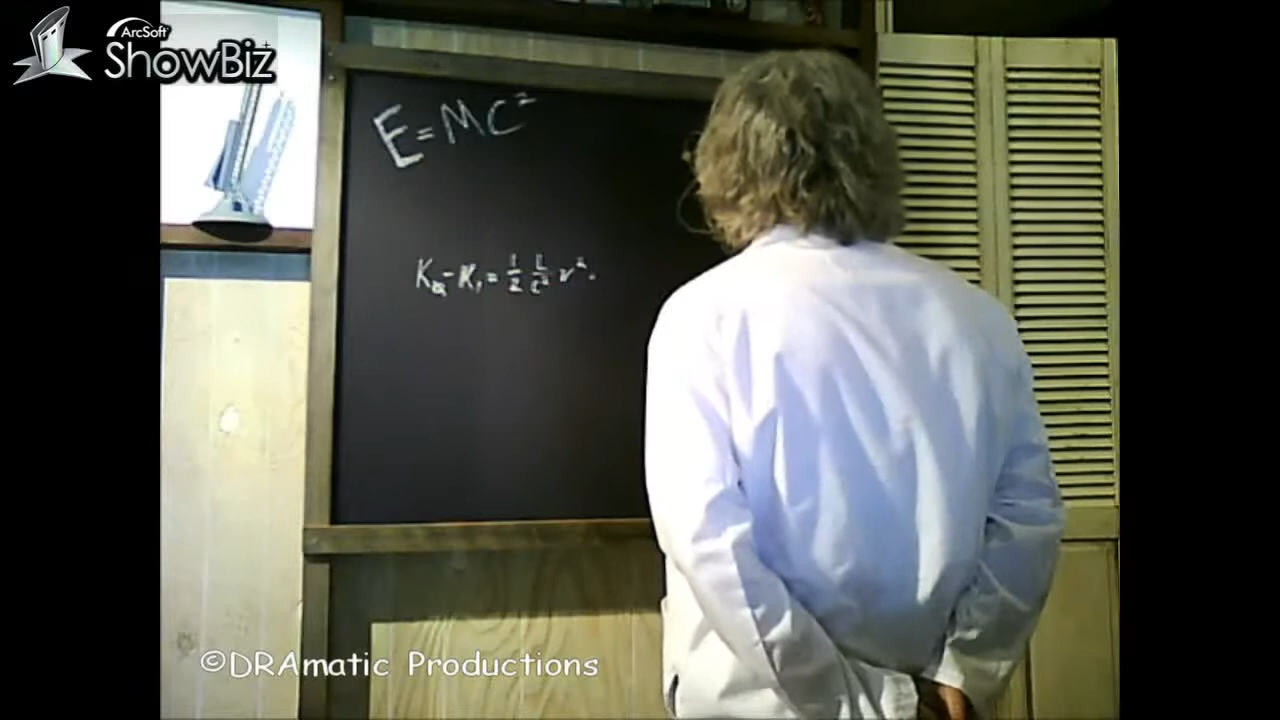 ArcSoft
ShowBiz
E=MC²
K₀-K₁=½ L/c² v².
©DRAmatic Productions